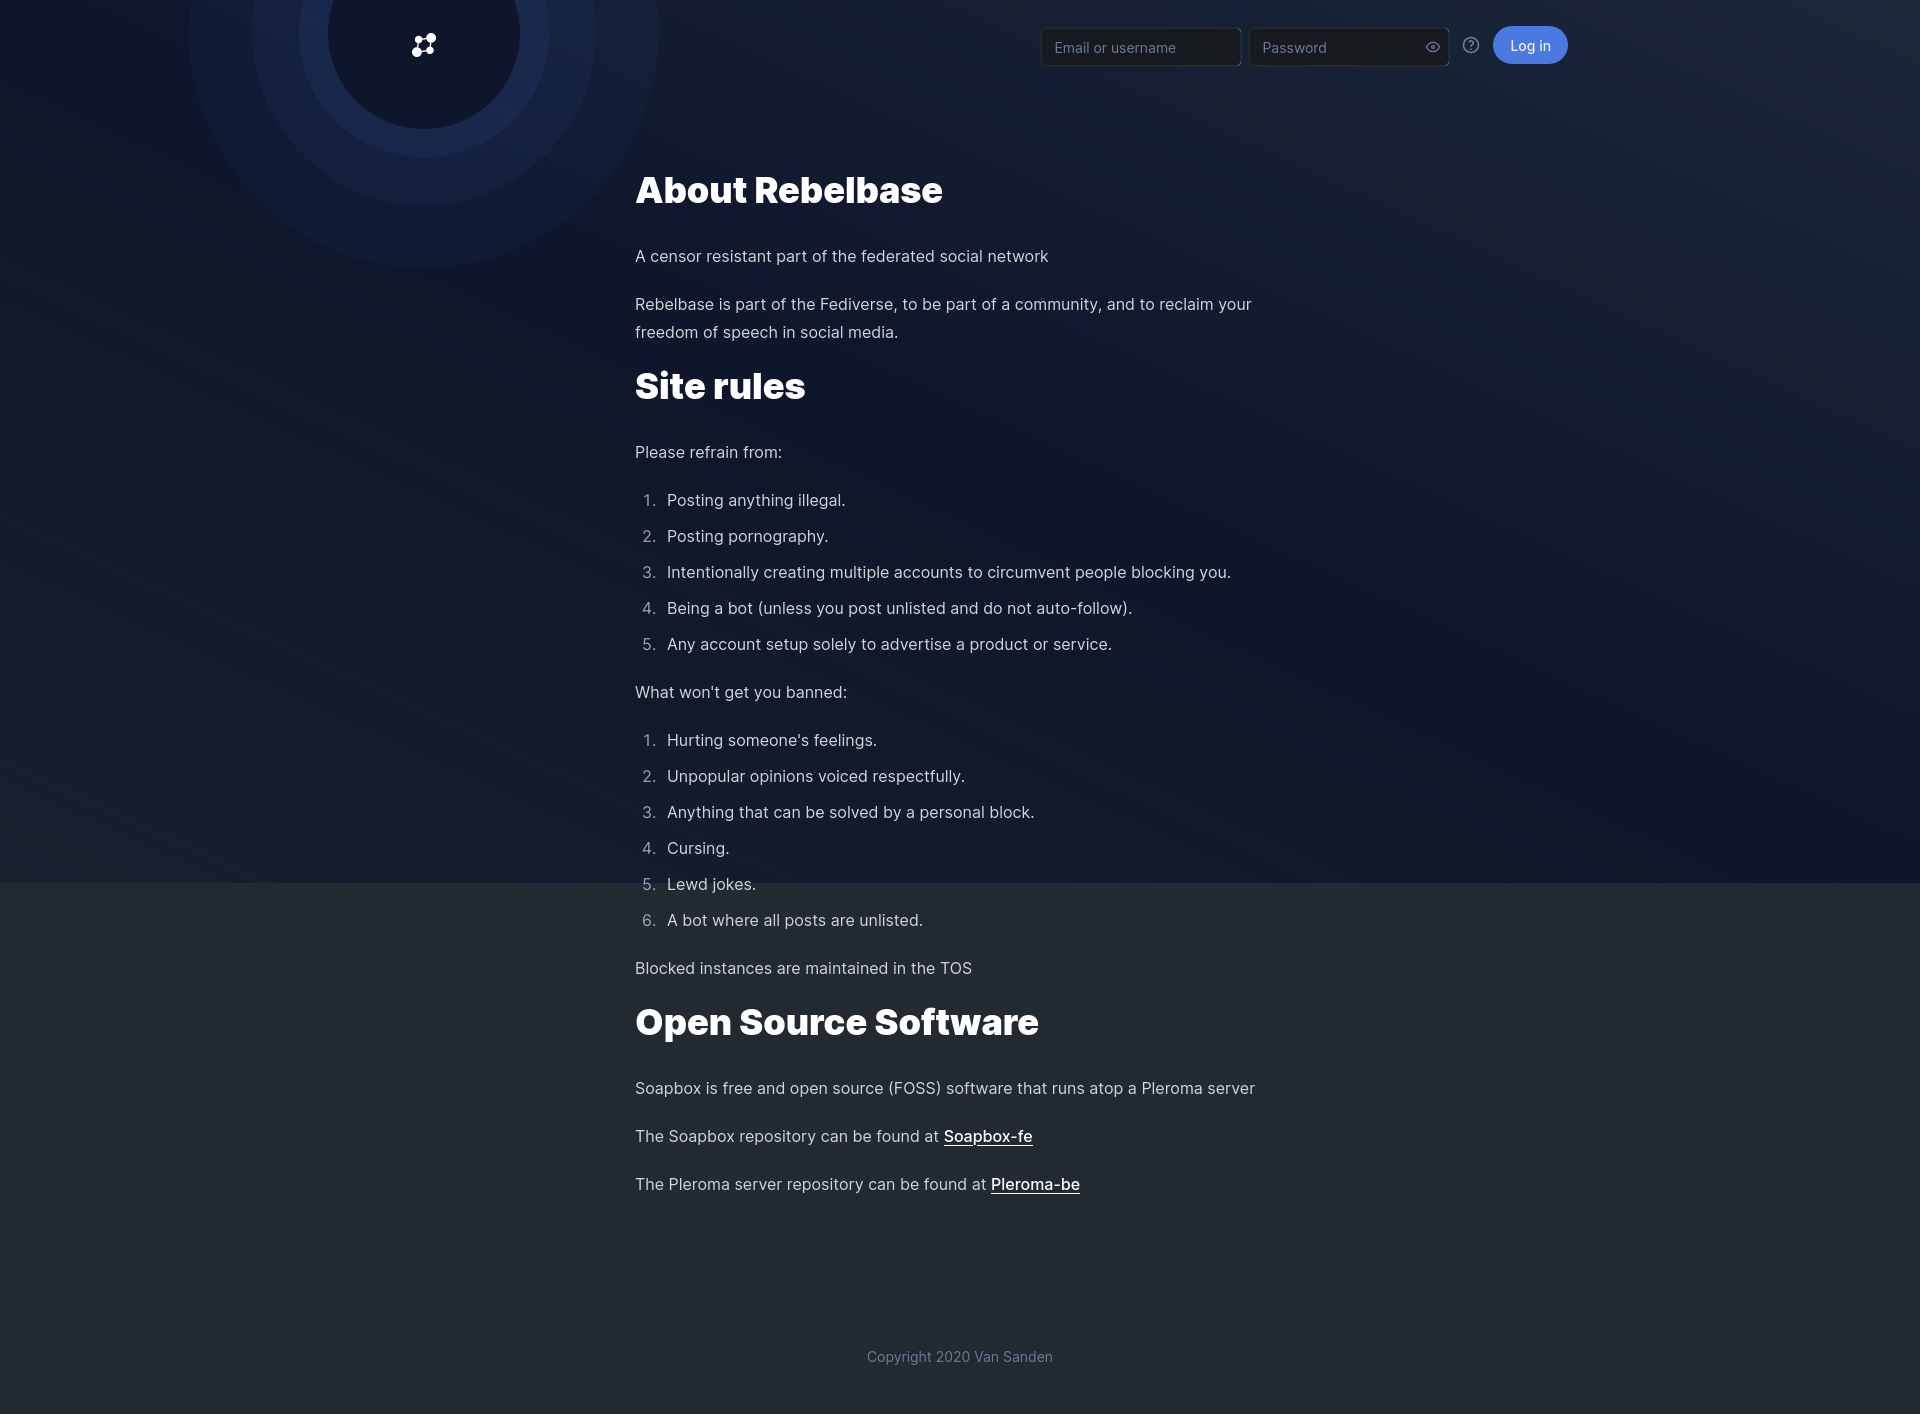 Email or username
Password
Log in
About Rebelbase
A censor resistant part of the federated social network
Rebelbase is part of the Fediverse, to be part of a community, and to reclaim your
freedom of speech in social media.
Site rules
Please refrain from:
1. Posting anything illegal.
2. Posting pornography.
3. Intentionally creating multiple accounts to circumvent people blocking you.
4. Being a bot (unless you post unlisted and do not auto-follow).
5. Any account setup solely to advertise a product or service.
What won't get you banned:
1. Hurting someone's feelings.
2. Unpopular opinions voiced respectfully.
3. Anything that can be solved by a personal block.
4. Cursing.
5. Lewd jokes.
6. A bot where all posts are unlisted.
Blocked instances are maintained in the TOS
Open Source Software
Soapbox is free and open source (FOSS) software that runs atop a Pleroma server
The Soapbox repository can be found at Soapbox-fe
The Pleroma server repository can be found at Pleroma-be
Copyright 2020 Van Sanden